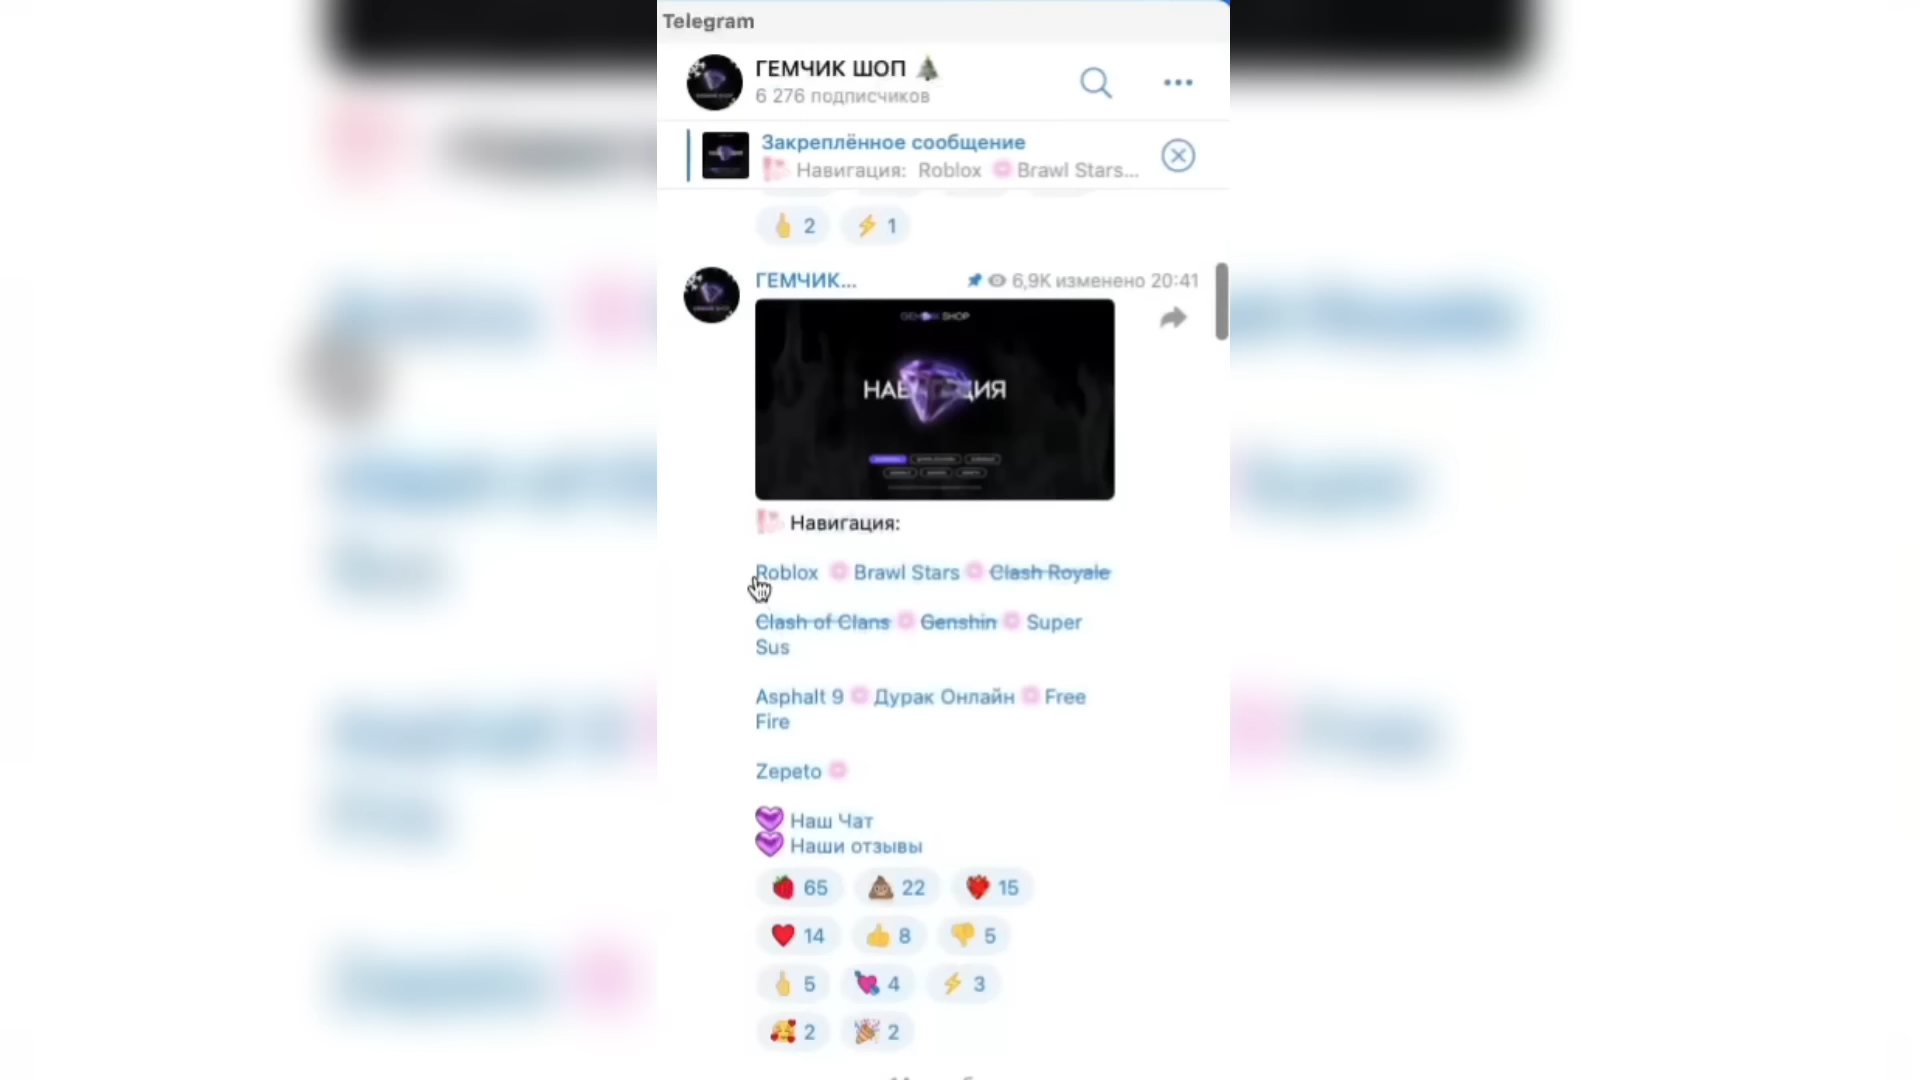 Telegram
ГЕМЧИК ШОП
6 276 подписчиков
Закреплённое сообщение
Навигация: Roblox Brawl Stars...
2 1
ГЕМЧИК... 6,9K изменено 20:41
SHOP
Навигация:
Roblox Brawl Stars Clash Royale
Clash of Clans Genshin Super
Sus
Asphalt 9 Дурак Онлайн Free
Fire
Zepeto
Наш Чат
Наши отзывы
65 22 15
14 8 5
5 4 3
2 2